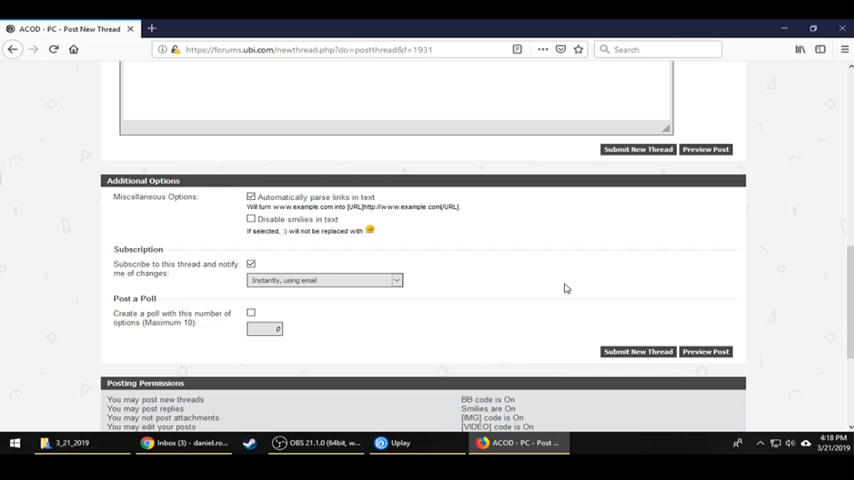 ACOD - PC - Post New Thread
https://forums.ubi.com/newthread.php?do=postthread&f=1931
Search
Submit New Thread
Preview Post
Additional Options
Miscellaneous Options:
Automatically parse links in text
Will turn www.example.com into [URL]http://www.example.com[/URL].
Disable smilies in text
If selected, :) will not be replaced with
Subscription
Subscribe to this thread and notify
me of changes:
Instantly, using email
Post a Poll
Create a poll with this number of
options (Maximum 10):
0
Submit New Thread
Preview Post
Posting Permissions
You may post new threads
BB code is On
You may post replies
Smilies are On
You may not post attachments
[IMG] code is On
You may edit your posts
[VIDEO] code is On
3_21_2019
Inbox (3) - daniel.ro...
OBS 21.1.0 (64bit, w...
Uplay
ACOD - PC - Post ...
4:18 PM
3/21/2019